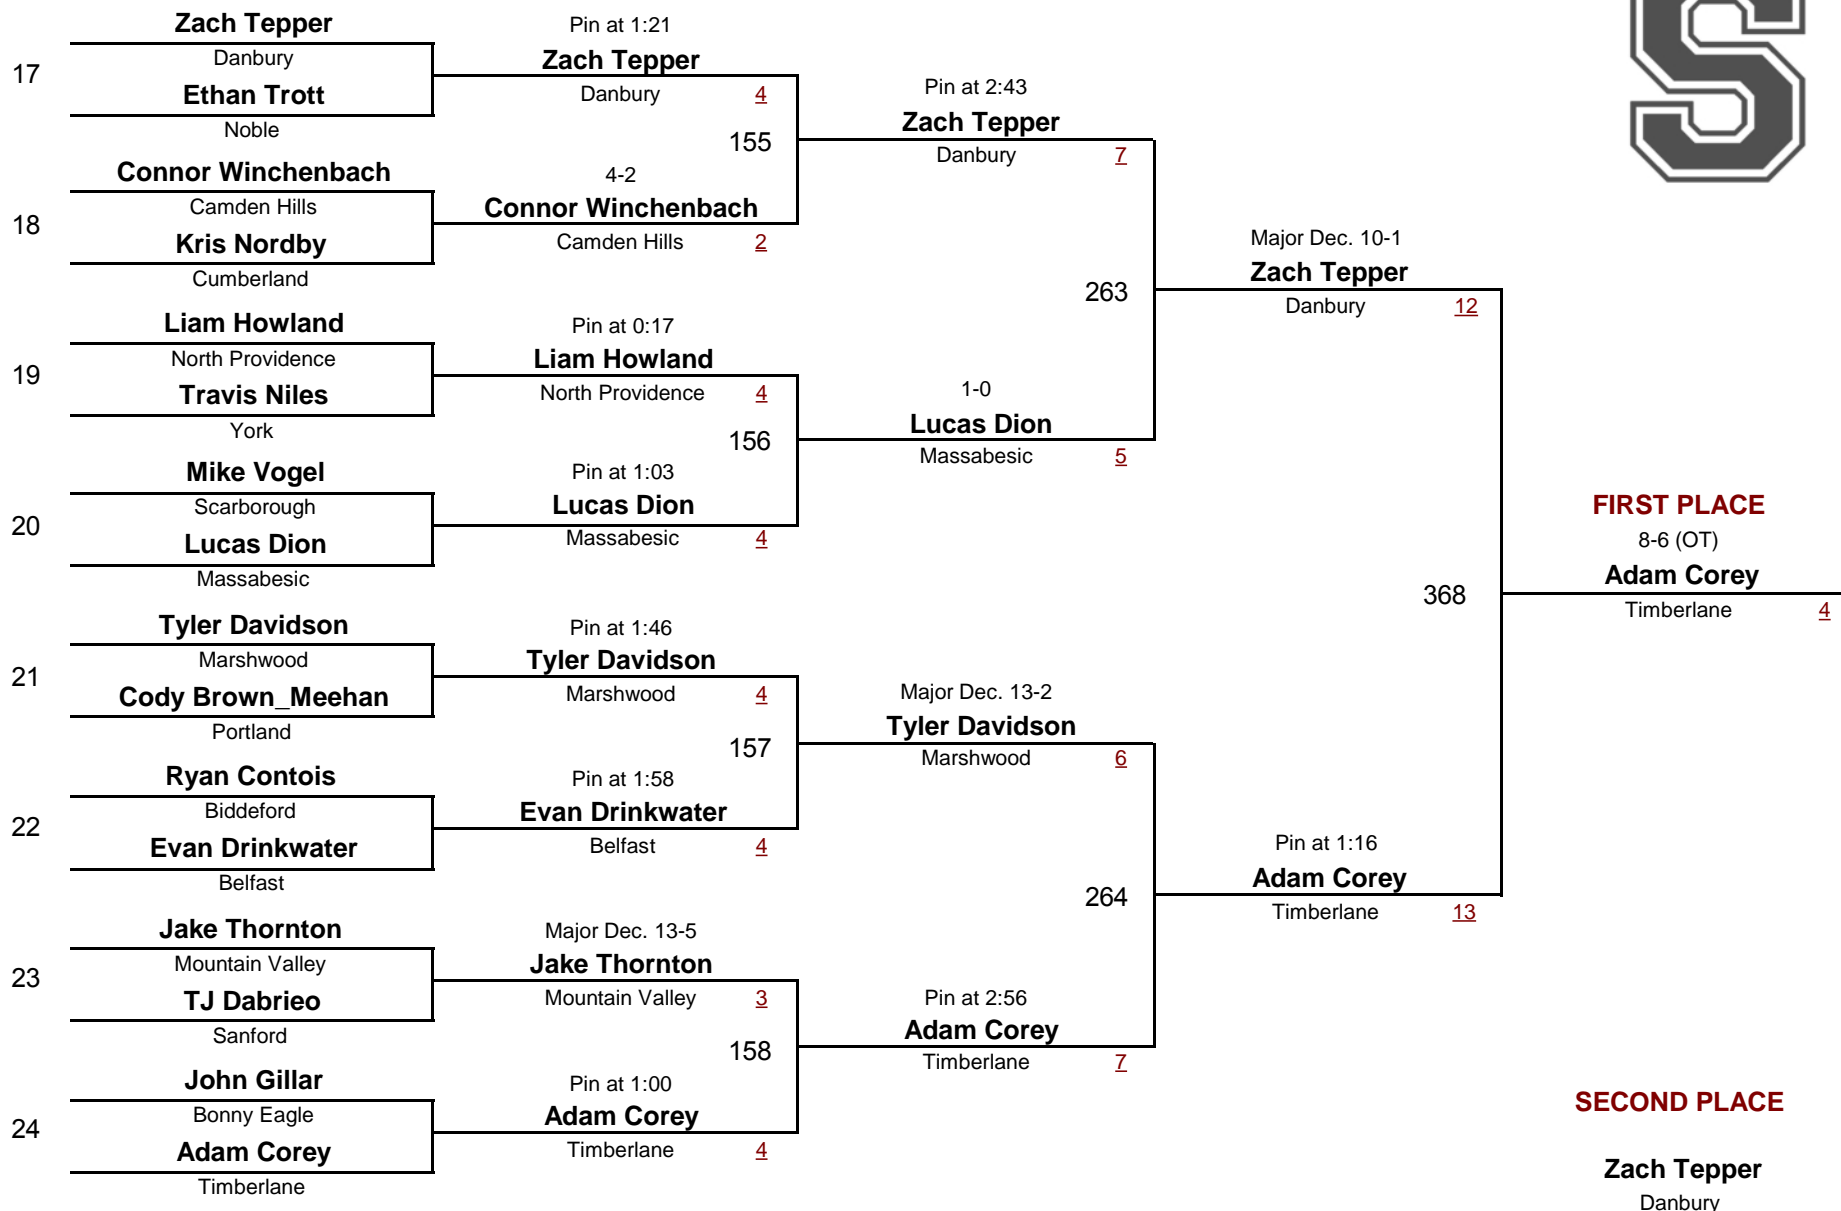 Zach Tepper
Danbury
17
Ethan Trott
Noble
Connor Winchenbach
Camden Hills
18
Kris Nordby
Cumberland
Liam Howland
North Providence
19
Travis Niles
York
Mike Vogel
Scarborough
20
Lucas Dion
Massabesic
Tyler Davidson
Marshwood
21
Cody Brown_Meehan
Portland
Ryan Contois
Biddeford
22
Evan Drinkwater
Belfast
Jake Thornton
Mountain Valley
23
TJ Dabrieo
Sanford
John Gillar
Bonny Eagle
24
Adam Corey
Timberlane
Pin at 1:21
Zach Tepper
Danbury 4
155
4-2
Connor Winchenbach
Camden Hills 2
Pin at 0:17
Liam Howland
North Providence 4
156
Pin at 1:03
Lucas Dion
Massabesic 4
Pin at 1:46
Tyler Davidson
Marshwood 4
157
Pin at 1:58
Evan Drinkwater
Belfast 4
Major Dec. 13-5
Jake Thornton
Mountain Valley 3
158
Pin at 1:00
Adam Corey
Timberlane 4
Pin at 2:43
Zach Tepper
Danbury 7
263
1-0
Lucas Dion
Massabesic 5
Major Dec. 13-2
Tyler Davidson
Marshwood 6
264
Pin at 2:56
Adam Corey
Timberlane 7
Major Dec. 10-1
Zach Tepper
Danbury 12
368
Pin at 1:16
Adam Corey
Timberlane 13
S
FIRST PLACE
8-6 (OT)
Adam Corey
Timberlane 4
SECOND PLACE
Zach Tepper
Danbury